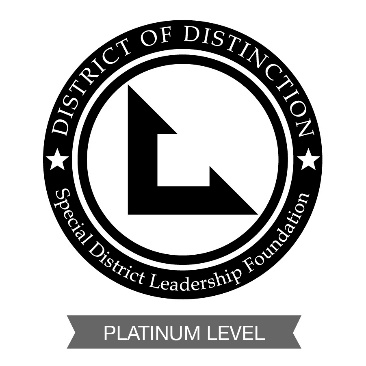 DISTRICT OF DISTINCTION
Special District Leadership Foundation
PLATINUM LEVEL